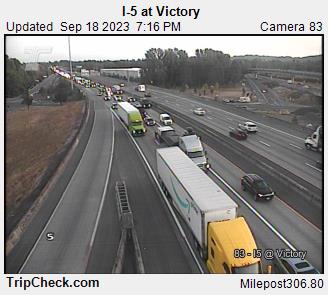 I-5 at Victory
Updated Sep 18 2023 7:16 PM Camera 83
S
83 - I5 @ Victory
TripCheck.com Milepost306.80